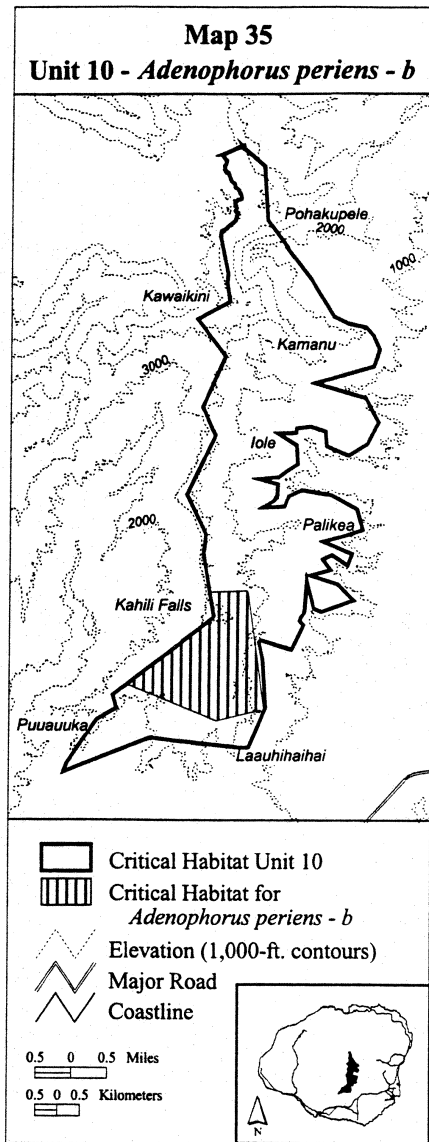 Map 35
Unit 10 - Adenophorus periens - b
Pohakupele
2000
1000
Kawaikini
Kamanu
3000
Iole
2000
Palikea
Kahili Falls
Puuauuka
Laauhihaihai
Critical Habitat Unit 10
Critical Habitat for
Adenophorus periens - b
Elevation (1,000-ft. contours)
Major Road
Coastline
0.5 0 0.5 Miles
0.5 0 0.5 Kilometers
N